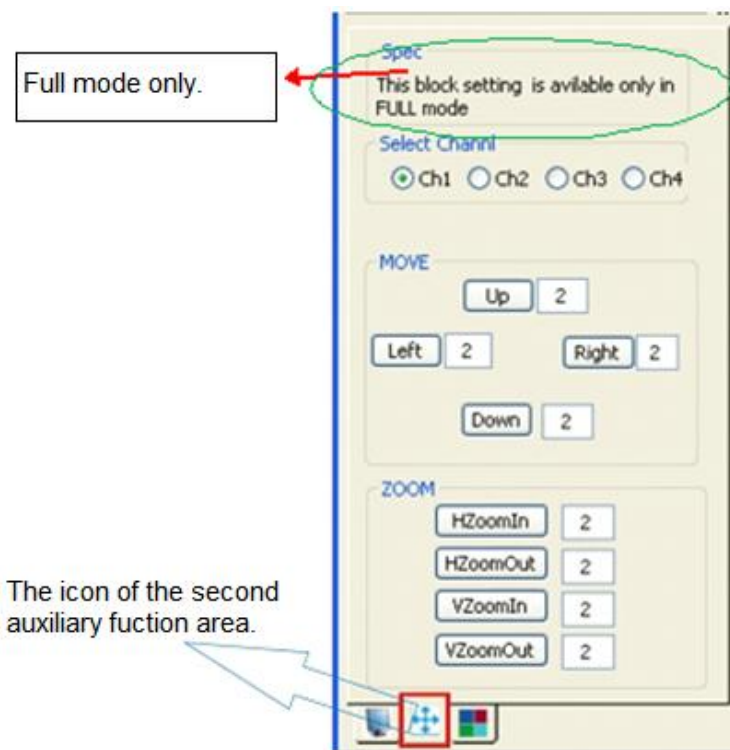 Full mode only.
Spec
This block setting is avilable only in
FULL mode
Select Channl
Ch1 Ch2 Ch3 Ch4
MOVE
Up 2
Left 2 Right 2
Down 2
ZOOM
HZoomIn 2
HZoomOut 2
VZoomIn 2
VZoomOut 2
The icon of the second
auxiliary fuction area.